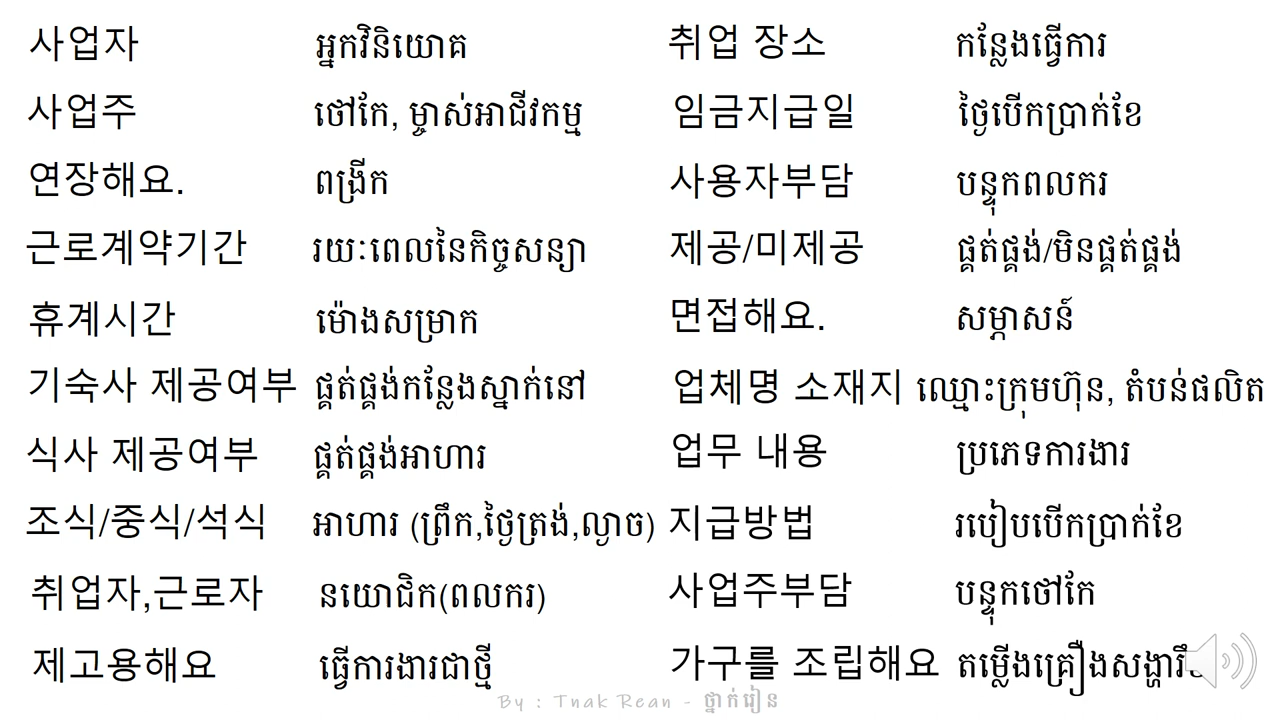 사업자 អ្នកវិនិយោគ
사업주 ថៅកែ, ម្ចាស់អាជីវកម្ម
연장해요. ពង្រីក
근로계약기간 រយៈពេលនៃកិច្ចសន្យា
휴계시간 ម៉ោងសម្រាក
기숙사 제공여부 ផ្គត់ផ្គង់កន្លែងស្នាក់នៅ
식사 제공여부 ផ្គត់ផ្គង់អាហារ
조식/중식/석식 អាហារ (ព្រឹក,ថ្ងៃត្រង់,ល្ងាច)
취업자,근로자 និយោជិក(ពលករ)
제고용해요 ធ្វើការងារជាថ្មី
취업 장소 កន្លែងធ្វើការ
임금지급일 ថ្ងៃបើកប្រាក់ខែ
사용자부담 បន្ទុកពលករ
제공/미제공 ផ្គត់ផ្គង់/មិនផ្គត់ផ្គង់
면접해요. សម្ភាសន៍
업체명 소재지 ឈ្មោះក្រុមហ៊ុន, តំបន់ផលិត
업무 내용 ប្រភេទការងារ
지급방법 របៀបបើកប្រាក់ខែ
사업주부담 បន្ទុកថៅកែ
가구를 조립해요 តម្លើងគ្រឿង
By : Tnak Rean - ថ្នាក់រៀន